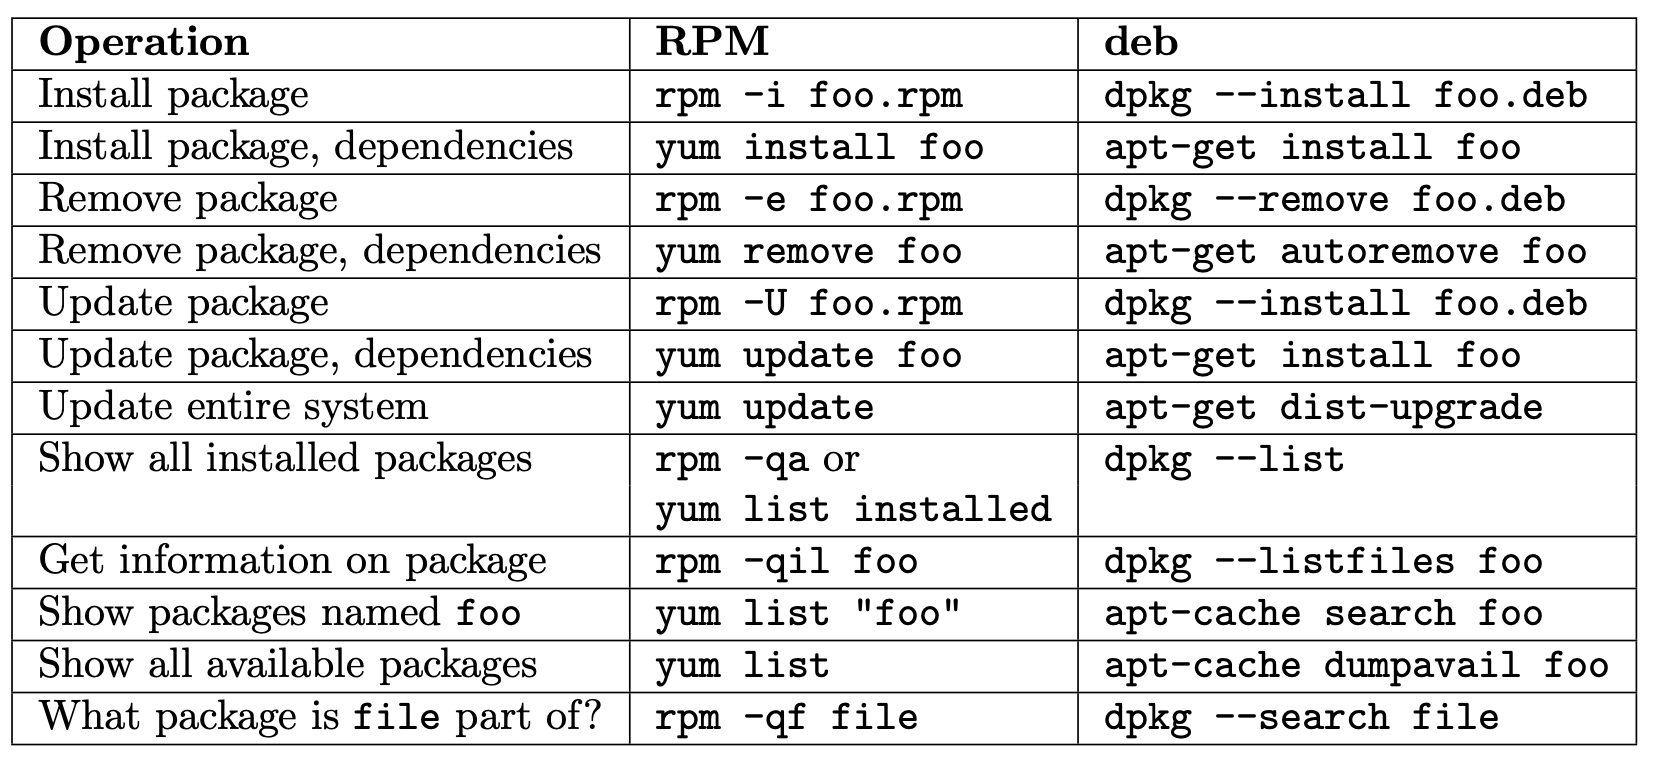 Operation RPM deb
Install package rpm -i foo.rpm dpkg --install foo.deb
Install package, dependencies yum install foo apt-get install foo
Remove package rpm -e foo.rpm dpkg --remove foo.deb
Remove package, dependencies yum remove foo apt-get autoremove foo
Update package rpm -U foo.rpm dpkg --install foo.deb
Update package, dependencies yum update foo apt-get install foo
Update entire system yum update apt-get dist-upgrade
Show all installed packages rpm -qa or dpkg --list
yum list installed
Get information on package rpm -qil foo dpkg --listfiles foo
Show packages named foo yum list "foo" apt-cache search foo
Show all available packages yum list apt-cache dumpavail foo
What package is file part of? rpm -qf file dpkg --search file